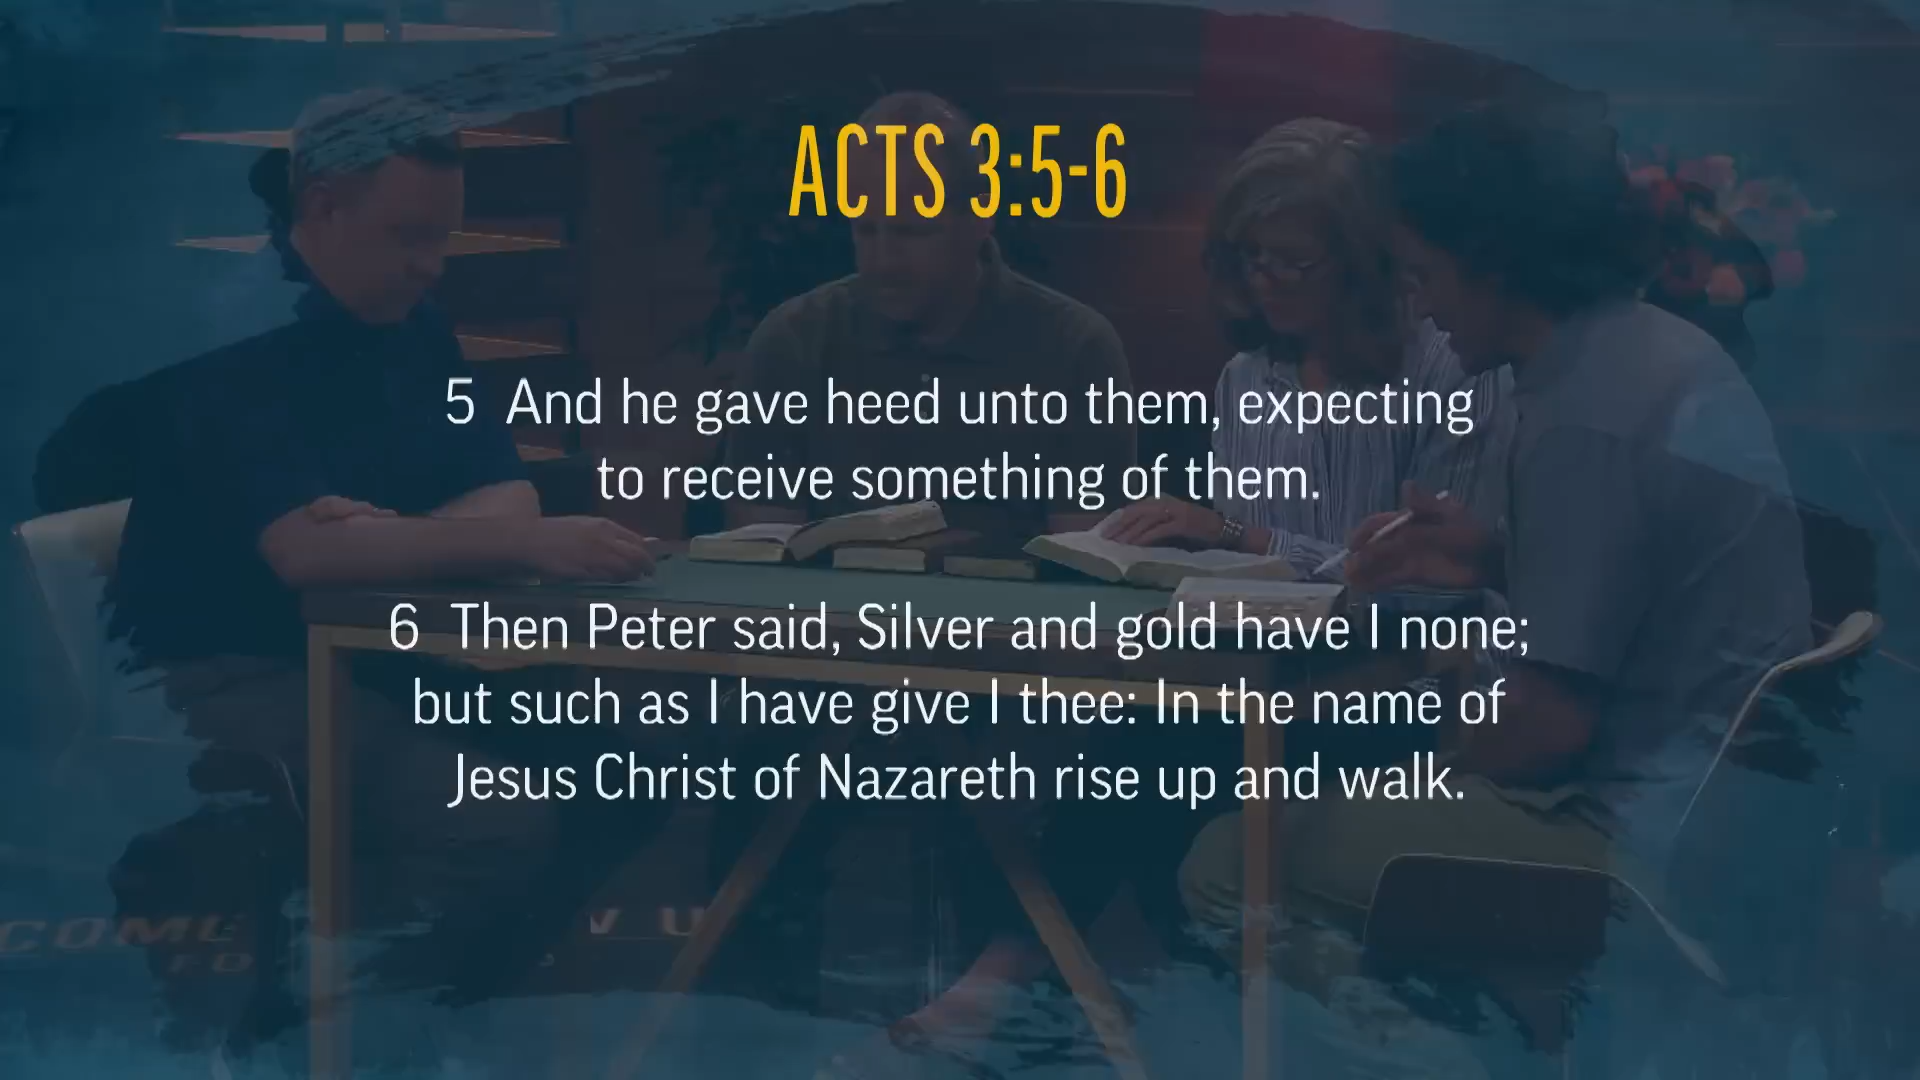 ACTS 3:5-6
5 And he gave heed unto them, expecting
to receive something of them.
6 Then Peter said, Silver and gold have I none;
but such as I have give I thee: In the name of
Jesus Christ of Nazareth rise up and walk.
COME
FO
V U